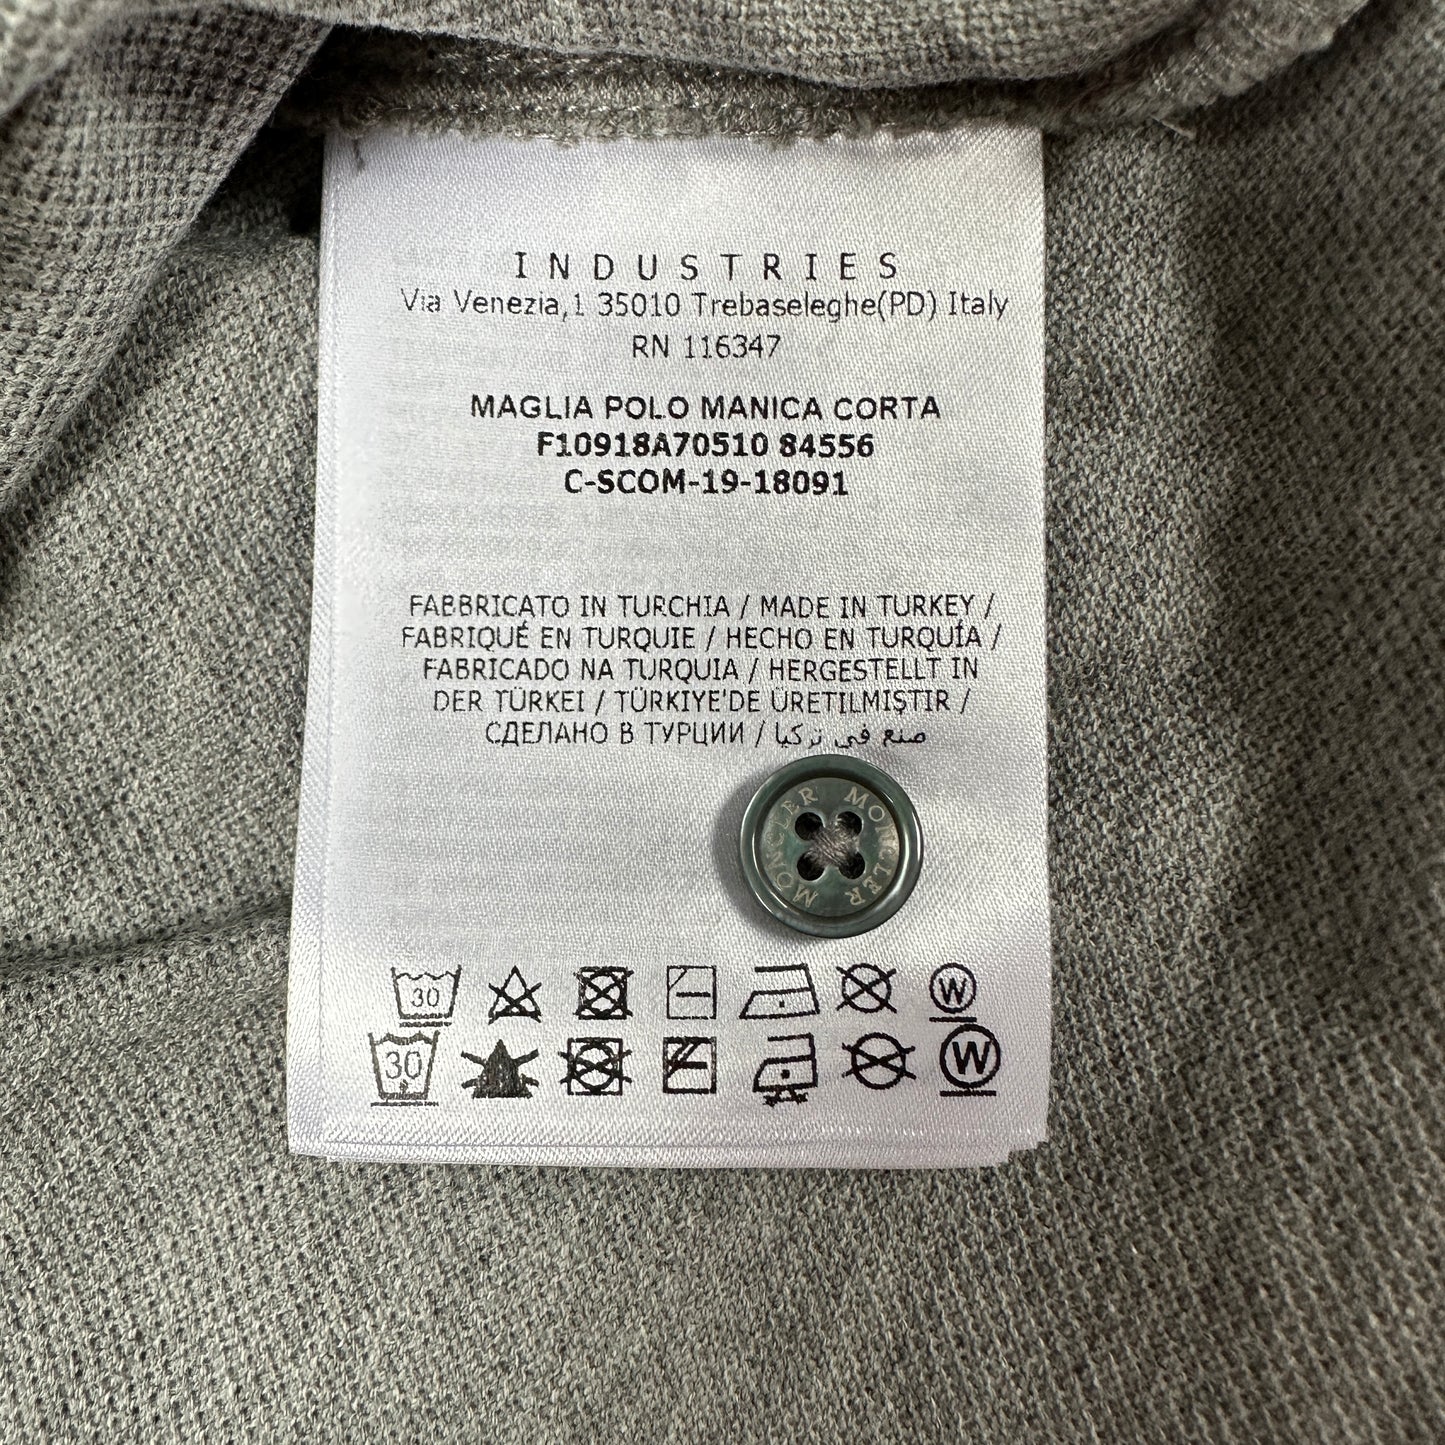 INDUSTRIES
Via Venezia,1 35010 Trebaseleghe(PD) Italy
RN 116347
MAGLIA POLO MANICA CORTA
F10918A70510 84556
C-SCOM-19-18091
FABBRICATO IN TURCHIA / MADE IN TURKEY /
FABRIQUÉ EN TURQUIE / HECHO EN TURQUÍA /
FABRICADO NA TURQUIA / HERGESTELLT IN
DER TÜRKEI / TÜRKIYE'DE ÜRETILMIŞTIR /
СДЕЛАНО В ТУРЦИИ / صنع في تركيا
MONCLER MONCLER
30 W
30 W